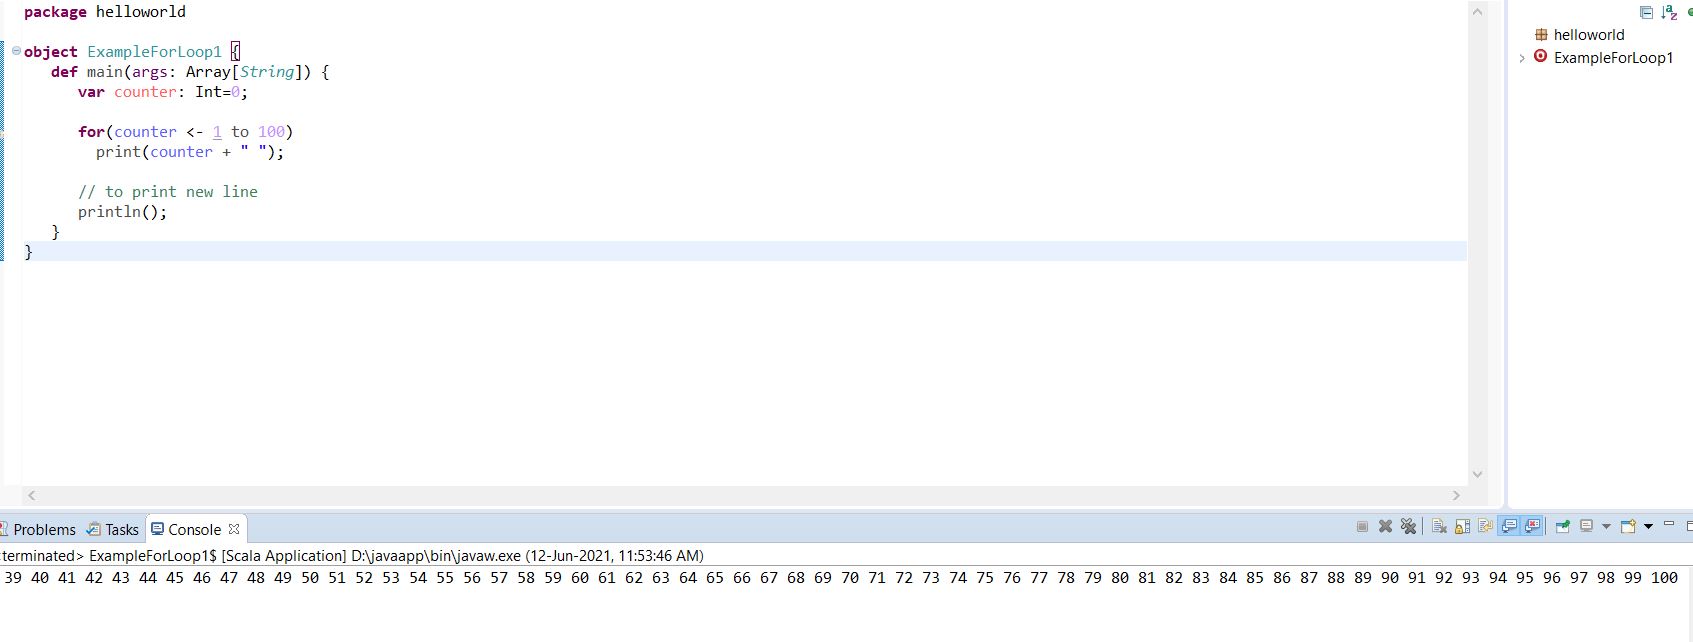 package helloworld
object ExampleForLoop1 {
def main(args: Array[String]) {
var counter: Int=0;
for(counter <- 1 to 100)
print(counter + " ");
// to print new line
println();
}
}
helloworld
ExampleForLoop1
Problems Tasks Console
terminated> ExampleForLoop1$ [Scala Application] D:\javaapp\bin\javaw.exe (12-Jun-2021, 11:53:46 AM)
39 40 41 42 43 44 45 46 47 48 49 50 51 52 53 54 55 56 57 58 59 60 61 62 63 64 65 66 67 68 69 70 71 72 73 74 75 76 77 78 79 80 81 82 83 84 85 86 87 88 89 90 91 92 93 94 95 96 97 98 99 100